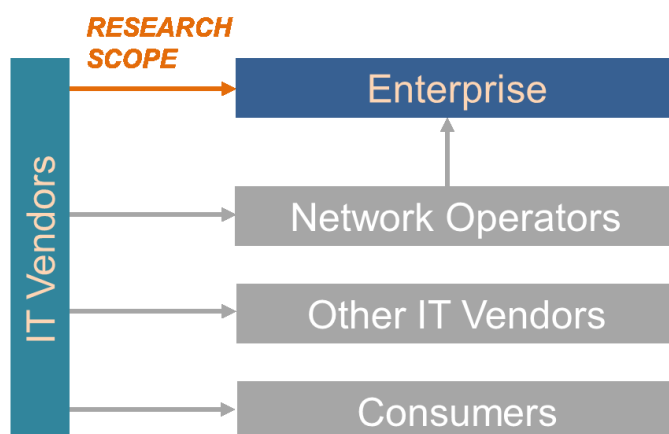 RESEARCH
SCOPE
Enterprise
IT Vendors
Network Operators
Other IT Vendors
Consumers